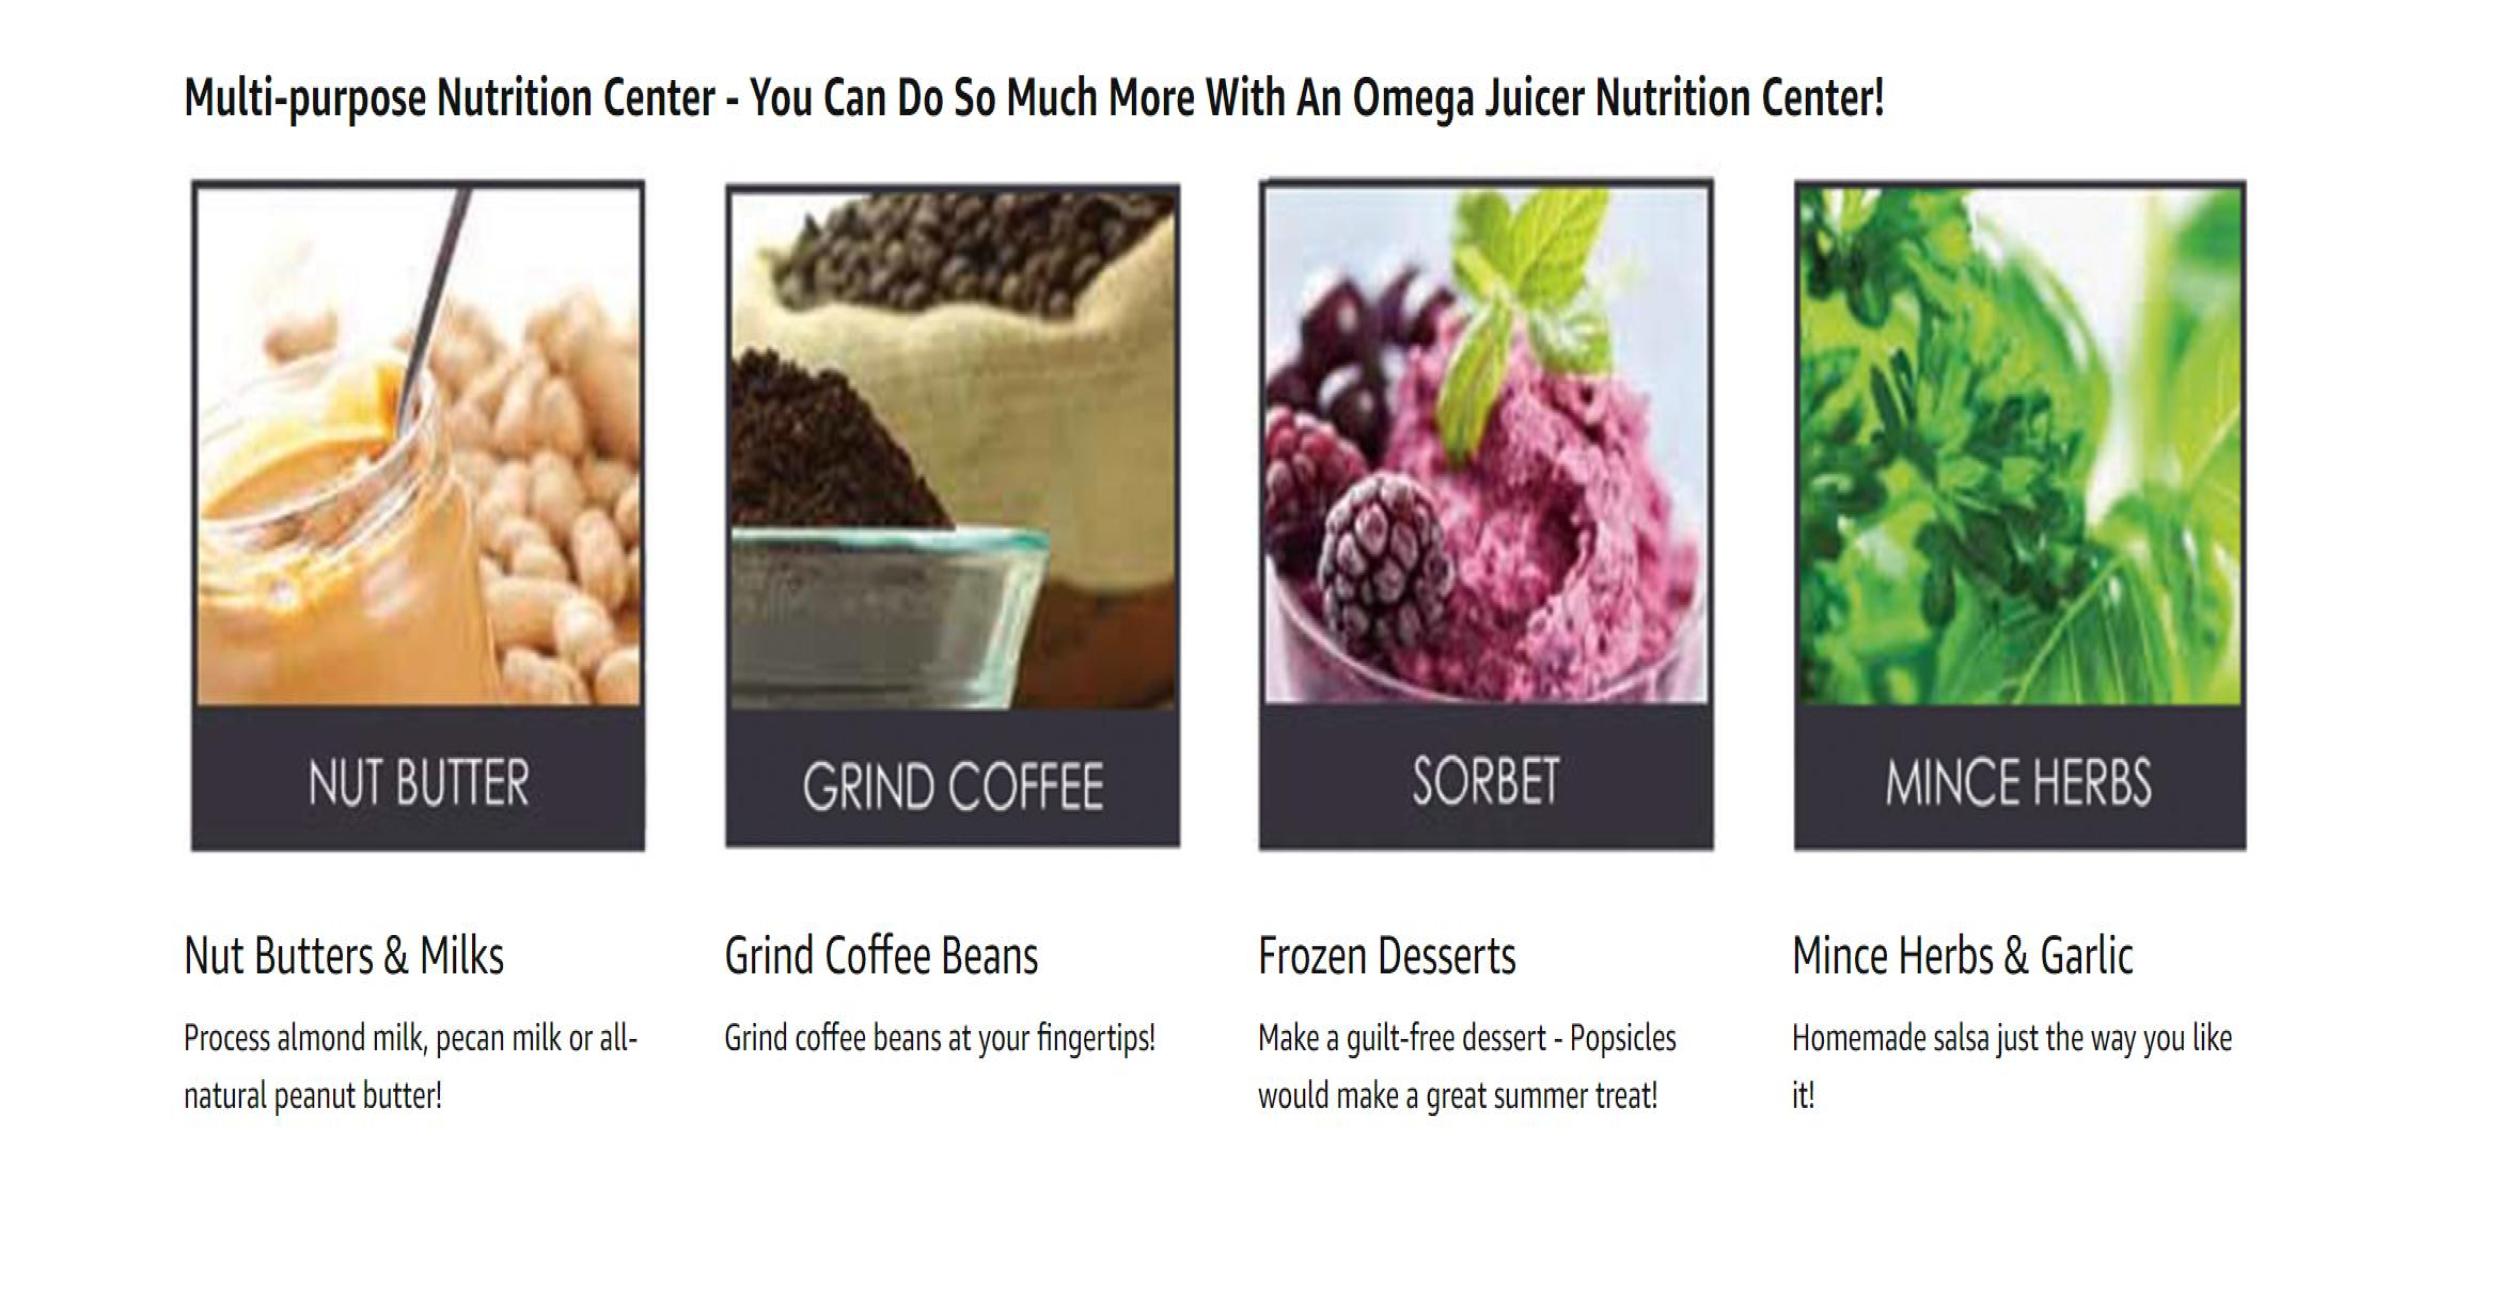 Multi-purpose Nutrition Center - You Can Do So Much More With An Omega Juicer Nutrition Center!
NUT BUTTER
GRIND COFFEE
SORBET
MINCE HERBS
Nut Butters & Milks
Process almond milk, pecan milk or all-
natural peanut butter!
Grind Coffee Beans
Grind coffee beans at your fingertips!
Frozen Desserts
Make a guilt-free dessert - Popsicles
would make a great summer treat!
Mince Herbs & Garlic
Homemade salsa just the way you like
it!